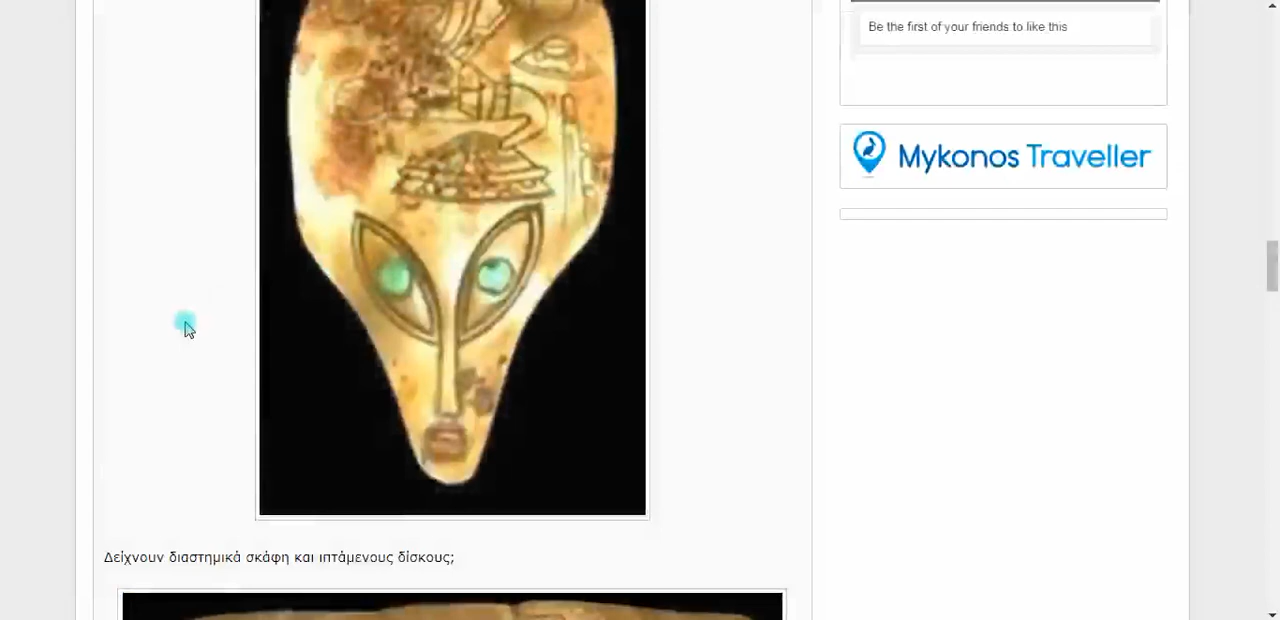 Be the first of your friends to like this
Mykonos Traveller
Δείχνουν διαστημικά σκάφη και ιπτάμενους δίσκους;